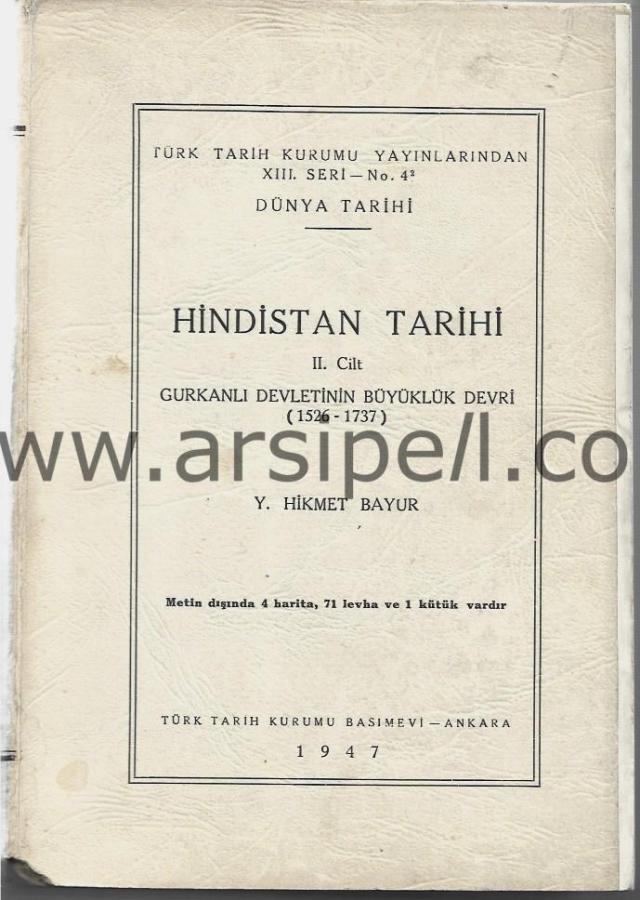 TÜRK TARİH KURUMU YAYINLARINDAN
XIII. SERİ — No. 4²
DÜNYA TARİHİ
HİNDİSTAN TARİHİ
II. Cilt
GURKANLI DEVLETİNİN BÜYÜKLÜK DEVRİ
(1526 - 1737)
ww.arsipe/l.co
Y. HİKMET BAYUR
Metin dışında 4 harita, 71 levha ve 1 kütük vardır
TÜRK TARİH KURUMU BASIMEVİ — ANKARA
1947